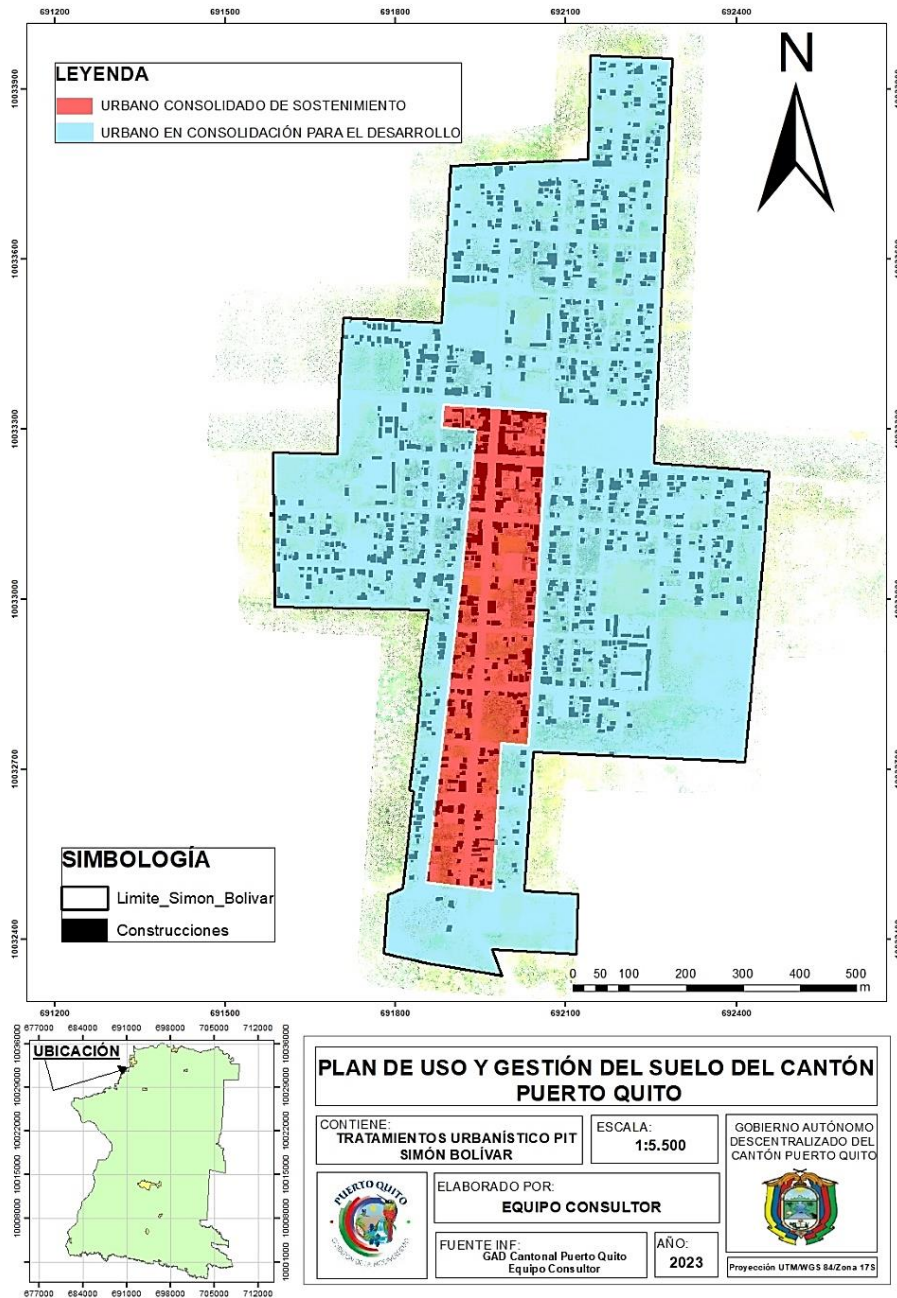 691200 691500 691800 692100 692400
10033900
10033600
10033300
10033000
10032700
10032400
N
LEYENDA
URBANO CONSOLIDADO DE SOSTENIMIENTO
URBANO EN CONSOLIDACIÓN PARA EL DESARROLLO
SIMBOLOGÍA
Limite_Simon_Bolivar
Construcciones
0 50 100 200 300 400 500
m
691200 691500 691800 692100 692400
677000 684000 691000 698000 705000 712000
UBICACIÓN
677000 684000 691000 698000 705000 712000
PLAN DE USO Y GESTIÓN DEL SUELO DEL CANTÓN
PUERTO QUITO
CONTIENE:
TRATAMIENTOS URBANÍSTICO PIT
SIMÓN BOLÍVAR
ESCALA:
1:5.500
GOBIERNO AUTÓNOMO
DESCENTRALIZADO DEL
CANTÓN PUERTO QUITO
PUERTO QUITO
ELABORADO POR:
EQUIPO CONSULTOR
FUENTE INF:
GAD Cantonal Puerto Quito
Equipo Consultor
AÑO:
2023
Proyección UTM/WGS 84/Zona 17S